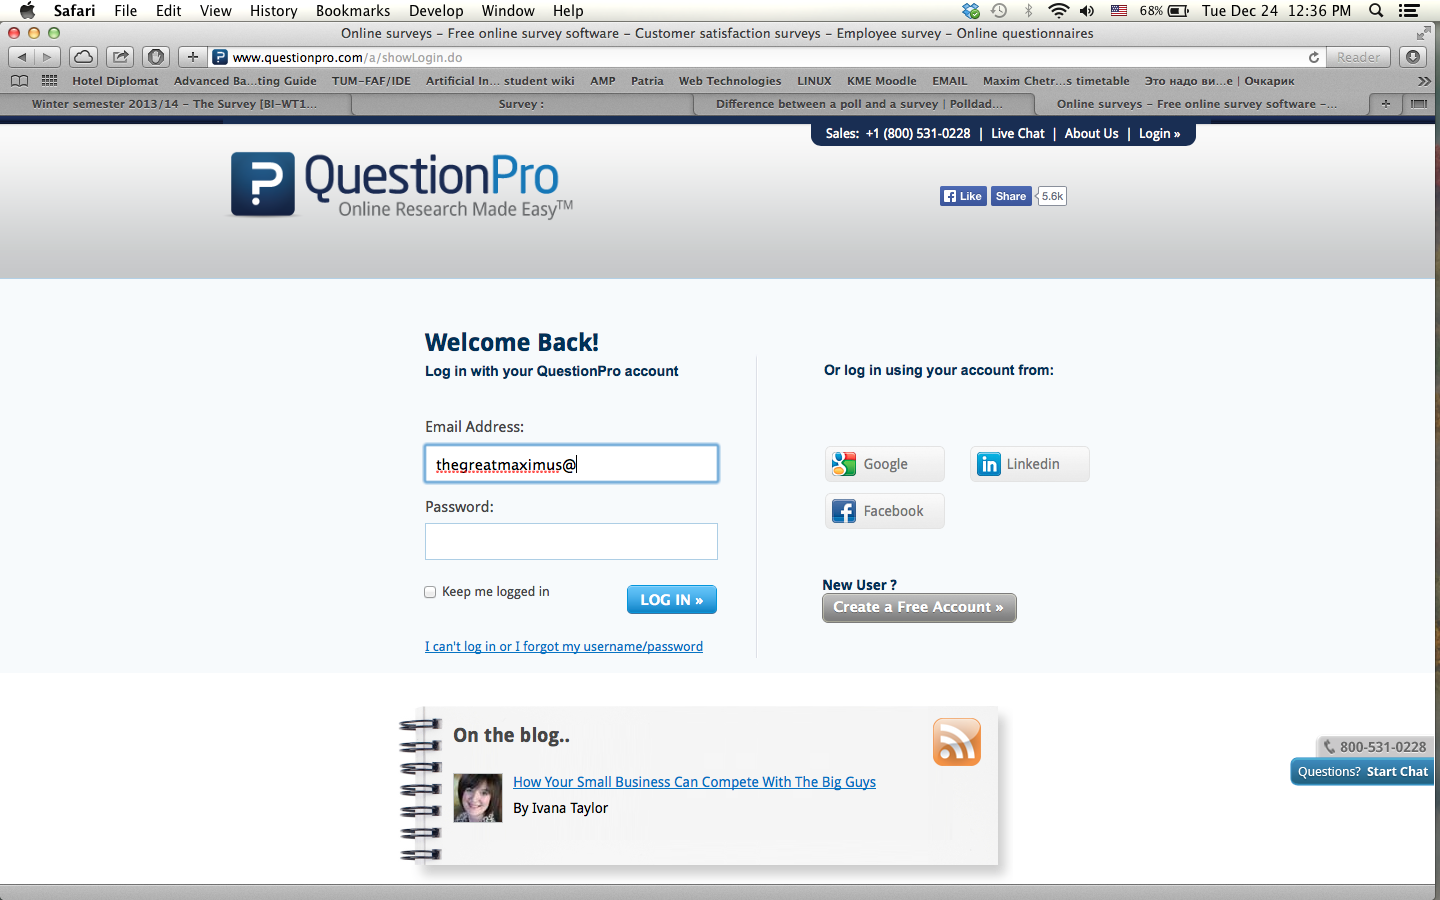 Safari File Edit View History Bookmarks Develop Window Help 68% Tue Dec 24 12:36 PM
Online surveys – Free online survey software – Customer satisfaction surveys – Employee survey – Online questionnaires
www.questionpro.com/a/showLogin.do Reader
Hotel Diplomat Advanced Ba...ting Guide TUM-FAF/IDE Artificial In... student wiki AMP Patria Web Technologies LINUX KME Moodle EMAIL Maxim Chetr...s timetable Это надо ви...е | Очкарик
Winter semester 2013/14 – The Survey [BI-WT1... Survey : Difference between a poll and a survey | Polldad... Online surveys – Free online survey software –...
Sales: +1 (800) 531-0228 | Live Chat | About Us | Login »
QuestionPro
Online Research Made Easy™
Like Share 5.6k
Welcome Back!
Log in with your QuestionPro account
Email Address:
thegreatmaximus@
Password:
Keep me logged in
LOG IN »
I can't log in or I forgot my username/password
Or log in using your account from:
Google Linkedin
Facebook
New User ?
Create a Free Account »
On the blog..
How Your Small Business Can Compete With The Big Guys
By Ivana Taylor
800-531-0228
Questions? Start Chat